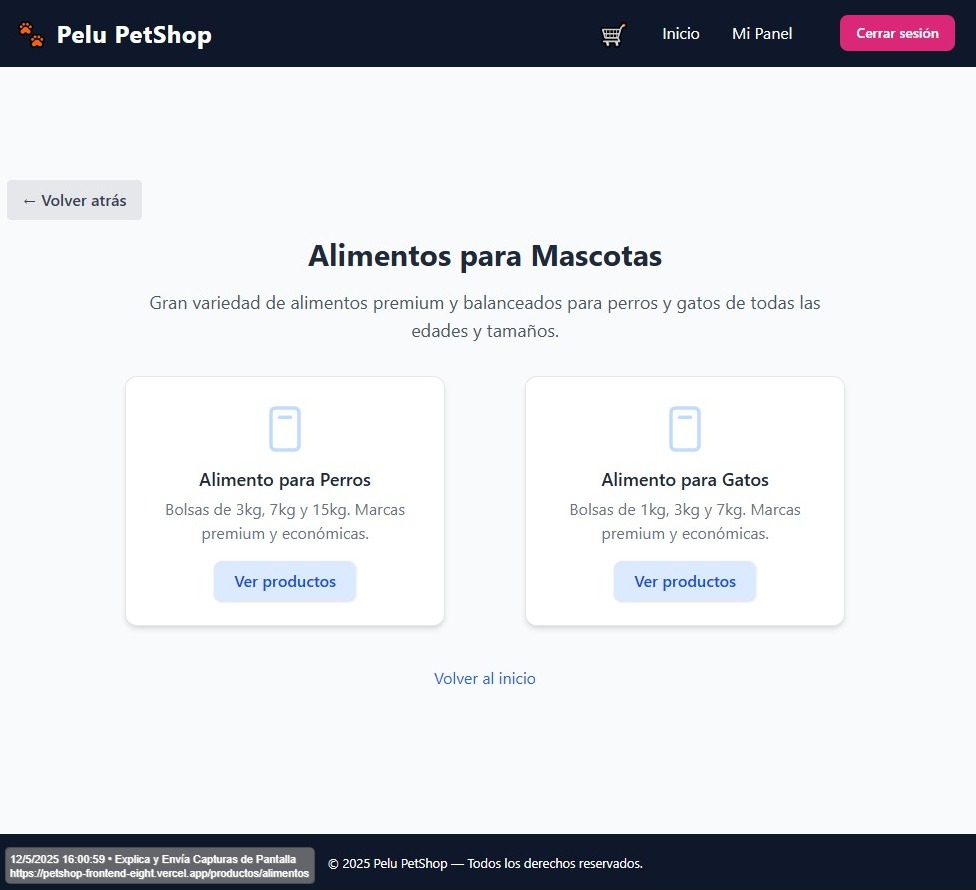 Pelu PetShop
Inicio
Mi Panel
Cerrar sesión
← Volver atrás
Alimentos para Mascotas
Gran variedad de alimentos premium y balanceados para perros y gatos de todas las
edades y tamaños.
Alimento para Perros
Bolsas de 3kg, 7kg y 15kg. Marcas
premium y económicas.
Ver productos
Alimento para Gatos
Bolsas de 1kg, 3kg y 7kg. Marcas
premium y económicas.
Ver productos
Volver al inicio
12/5/2025 16:00:59 • Explica y Envía Capturas de Pantalla
https://petshop-frontend-eight.vercel.app/productos/alimentos
© 2025 Pelu PetShop — Todos los derechos reservados.